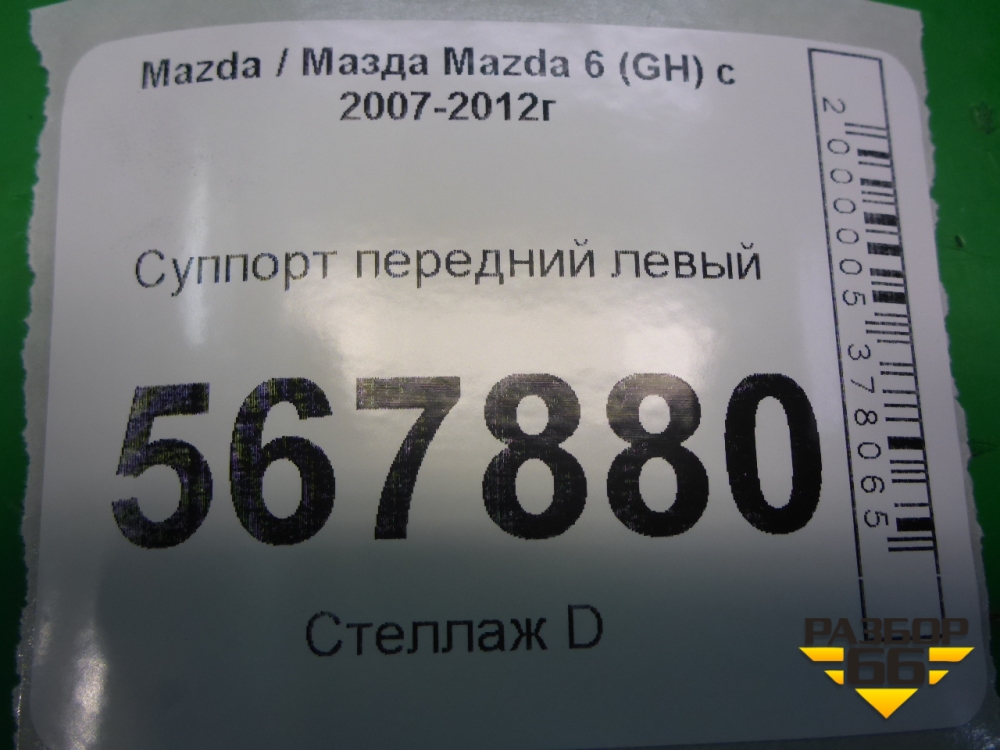 Mazda / Мазда Mazda 6 (GH) с
2007-2012г
Суппорт передний левый
567880
Стеллаж D
2000005378065
РАЗБОР
66